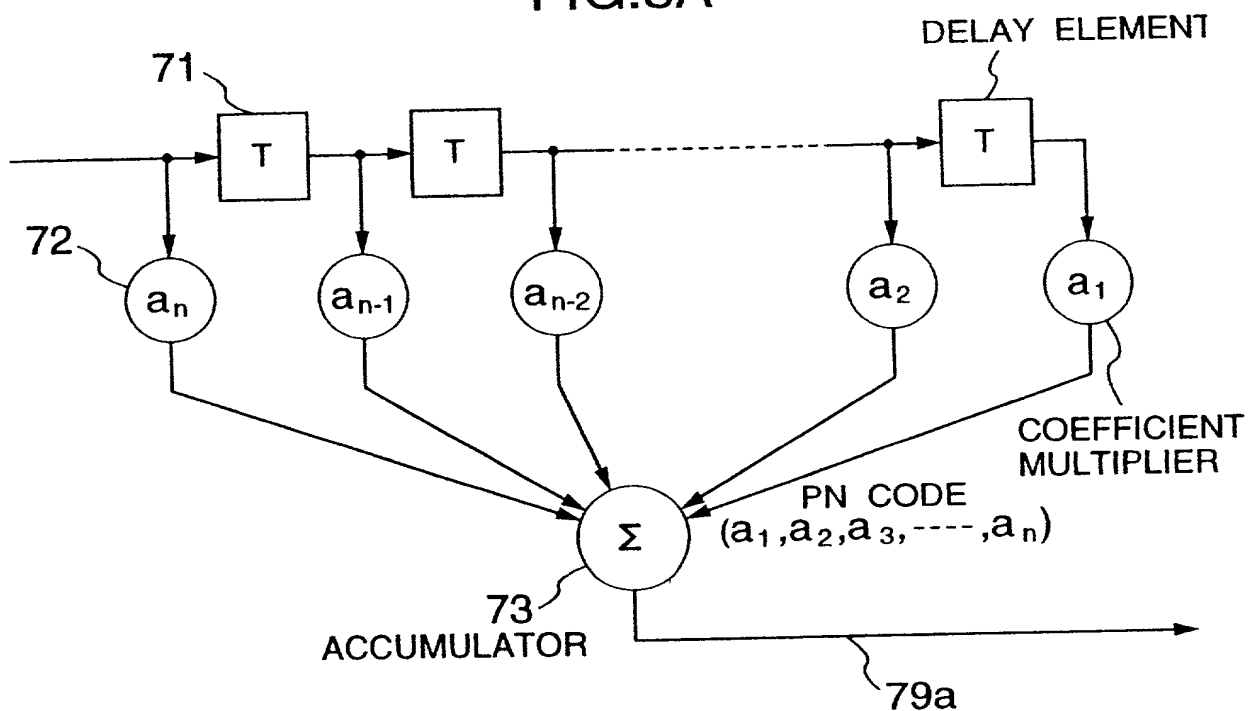 DELAY ELEMENT
71
T
T
T
72
an
an-1
an-2
a2
a1
COEFFICIENT
MULTIPLIER
PN CODE
(a1,a2,a3,----,an)
Σ
73
ACCUMULATOR
79a